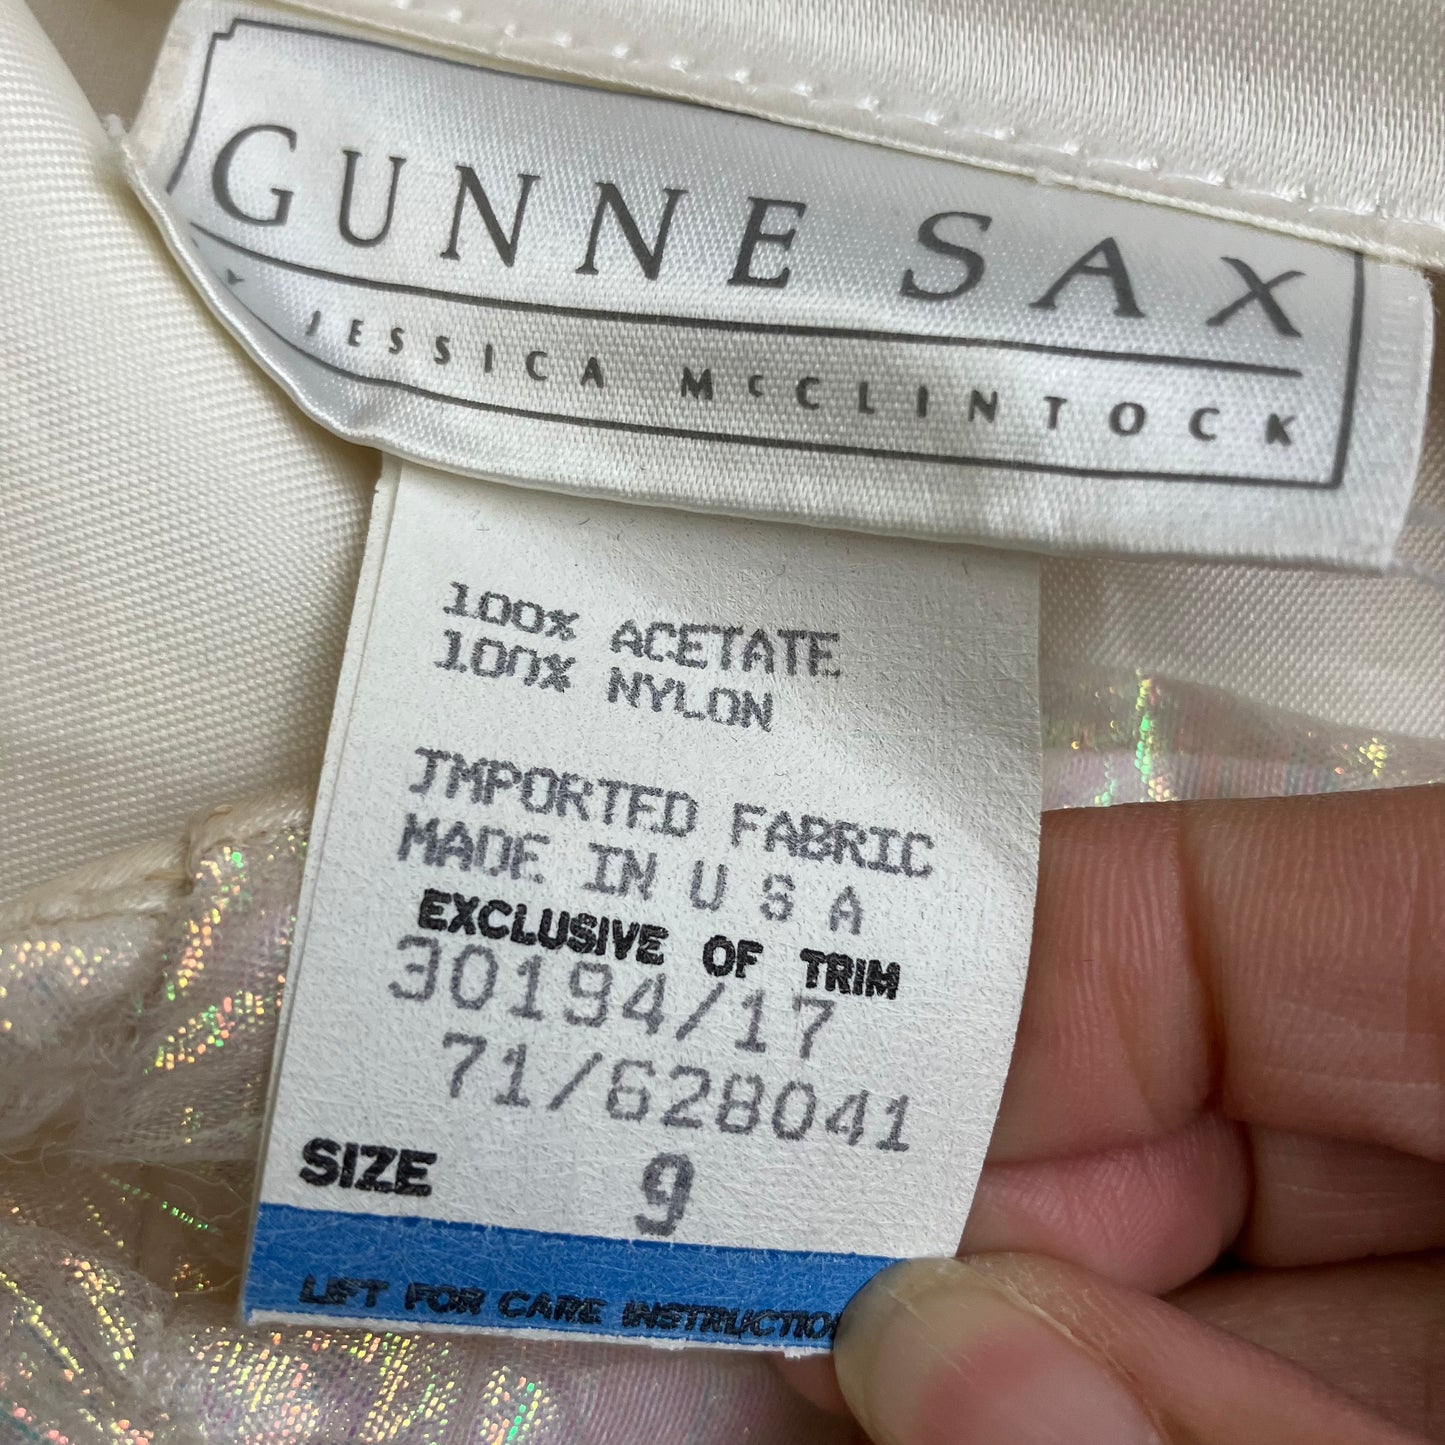 GUNNE SAX
JESSICA McCLINTOCK
100% ACETATE
100% NYLON
IMPORTED FABRIC
MADE IN U S A
EXCLUSIVE OF TRIM
30194/17
71/628041
SIZE 9
LIFT FOR CARE INSTRUCTIO